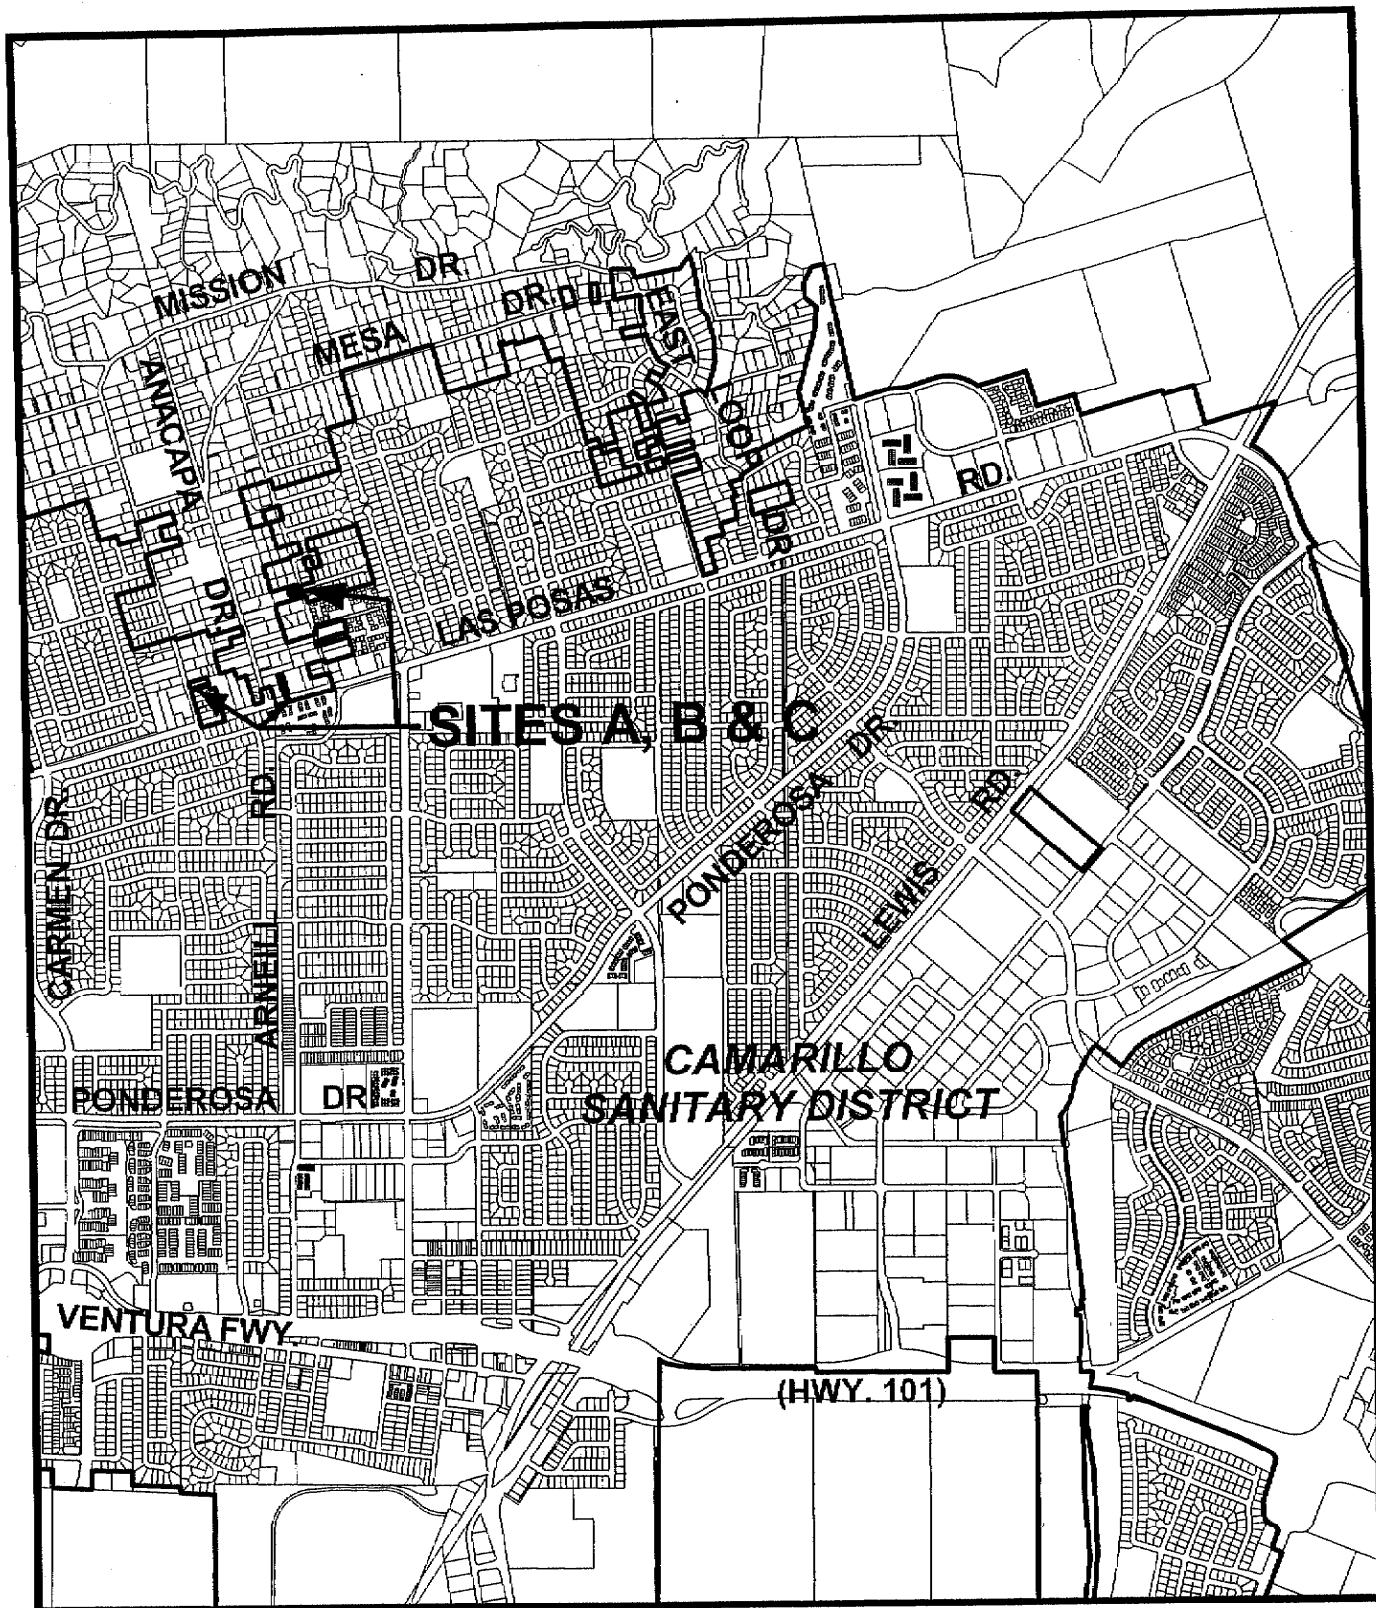 MISSION DR.
MESA DR.
EAST LOOP DR.
ANACAPA DR.
RD.
LAS POSAS
SITES A, B & C
PONDEROSA DR.
LEWIS RD.
CARMEN DR.
ARNEILL RD.
CAMARILLO
SANITARY DISTRICT
PONDEROSA DR
VENTURA FWY
(HWY. 101)